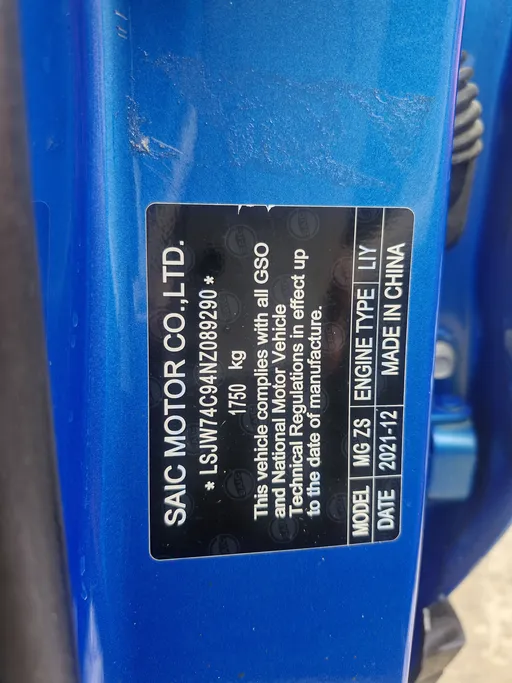 SAIC MOTOR CO.,LTD.
* LSJW74C94NZ089290 *
1750 kg
This vehicle complies with all GSO
and National Motor Vehicle
Technical Regulations in effect up
to the date of manufacture.
MODEL MG ZS ENGINE TYPE LIY
DATE 2021-12 MADE IN CHINA